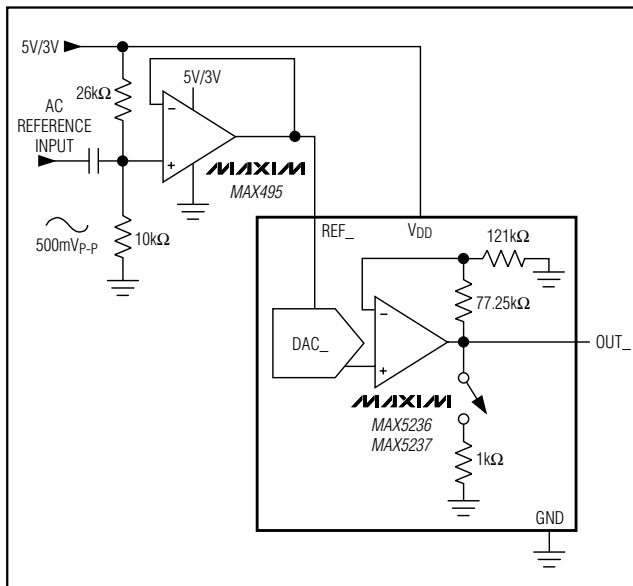 5V/3V
26kΩ
5V/3V
AC
REFERENCE
INPUT
-
+
MAXIM
MAX495
500mVP-P
10kΩ
REF_
VDD
121kΩ
77.25kΩ
-
DAC_
+
OUT_
MAXIM
MAX5236
MAX5237
1kΩ
GND